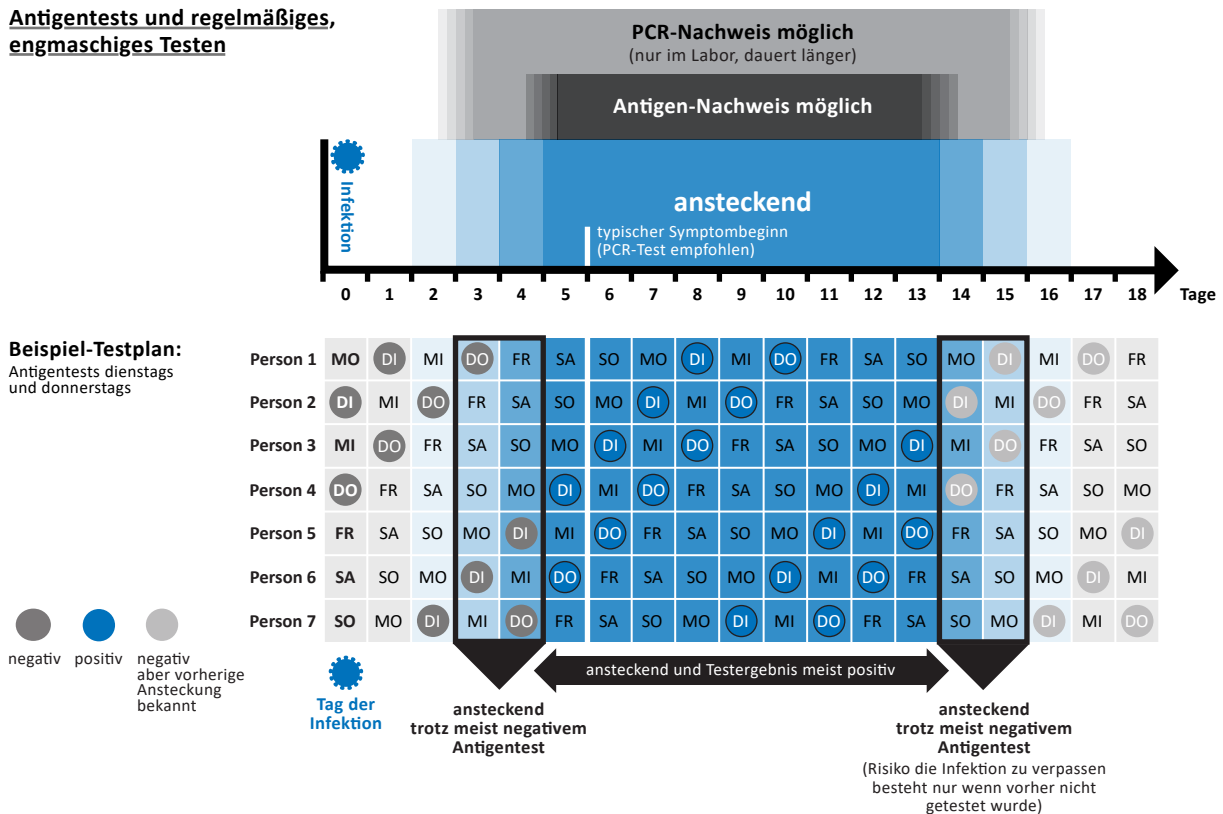 Antigentests und regelmäßiges,
engmaschiges Testen
PCR-Nachweis möglich
(nur im Labor, dauert länger)
Antigen-Nachweis möglich
Infektion
ansteckend
typischer Symptombeginn
(PCR-Test empfohlen)
0 1 2 3 4 5 6 7 8 9 10 11 12 13 14 15 16 17 18 Tage
Beispiel-Testplan:
Antigentests dienstags
und donnerstags
Person 1 MO DI MI DO FR SA SO MO DI MI DO FR SA SO MO DI MI DO FR
Person 2 DI MI DO FR SA SO MO DI MI DO FR SA SO MO DI MI DO FR SA
Person 3 MI DO FR SA SO MO DI MI DO FR SA SO MO DI MI DO FR SA SO
Person 4 DO FR SA SO MO DI MI DO FR SA SO MO DI MI DO FR SA SO MO
Person 5 FR SA SO MO DI MI DO FR SA SO MO DI MI DO FR SA SO MO DI
Person 6 SA SO MO DI MI DO FR SA SO MO DI MI DO FR SA SO MO DI MI
Person 7 SO MO DI MI DO FR SA SO MO DI MI DO FR SA SO MO DI MI DO
negativ
positiv
negativ
aber vorherige
Ansteckung
bekannt
Tag der
Infektion
ansteckend und Testergebnis meist positiv
ansteckend
trotz meist negativem
Antigentest
ansteckend
trotz meist negativem
Antigentest
(Risiko die Infektion zu verpassen
besteht nur wenn vorher nicht
getestet wurde)